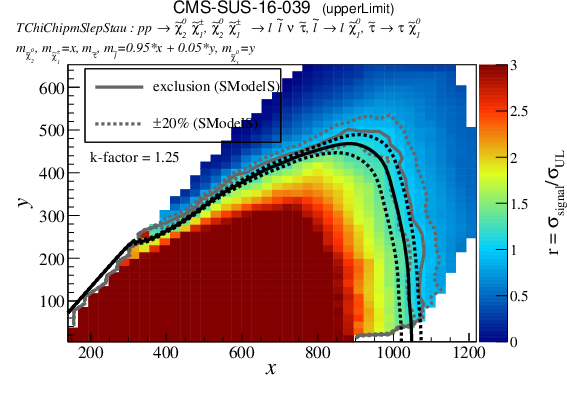 CMS-SUS-16-039 (upperLimit)
TChiChipmSlepStau : pp → χ̃₂⁰ χ̃₁±, χ̃₂⁰ χ̃₁± → l l̃ ν τ̃, l̃ → l χ̃₁⁰, τ̃ → τ χ̃₁⁰
m_χ̃₂⁰, m_χ̃₁±=x, m_τ̃, m_l̃=0.95*x + 0.05*y, m_χ̃₁⁰=y
exclusion (SModelS)
±20% (SModelS)
k-factor = 1.25
y
600
500
400
300
200
100
200 400 600 800 1000 1200
x
3
2.5
2
1.5
1
0.5
0
r = σ_signal/σ_UL